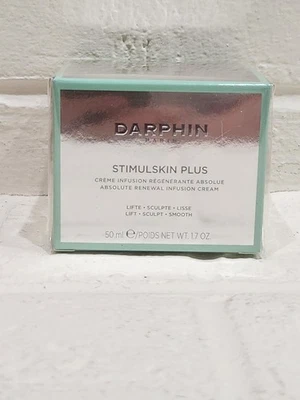 DARPHIN
PARIS
STIMULSKIN PLUS
CRÈME INFUSION RÉGÉNÉRANTE ABSOLUE
ABSOLUTE RENEWAL INFUSION CREAM
LIFTE • SCULPTE • LISSE
LIFT • SCULPT • SMOOTH
50 ml ℮/POIDS NET WT. 1.7 OZ.